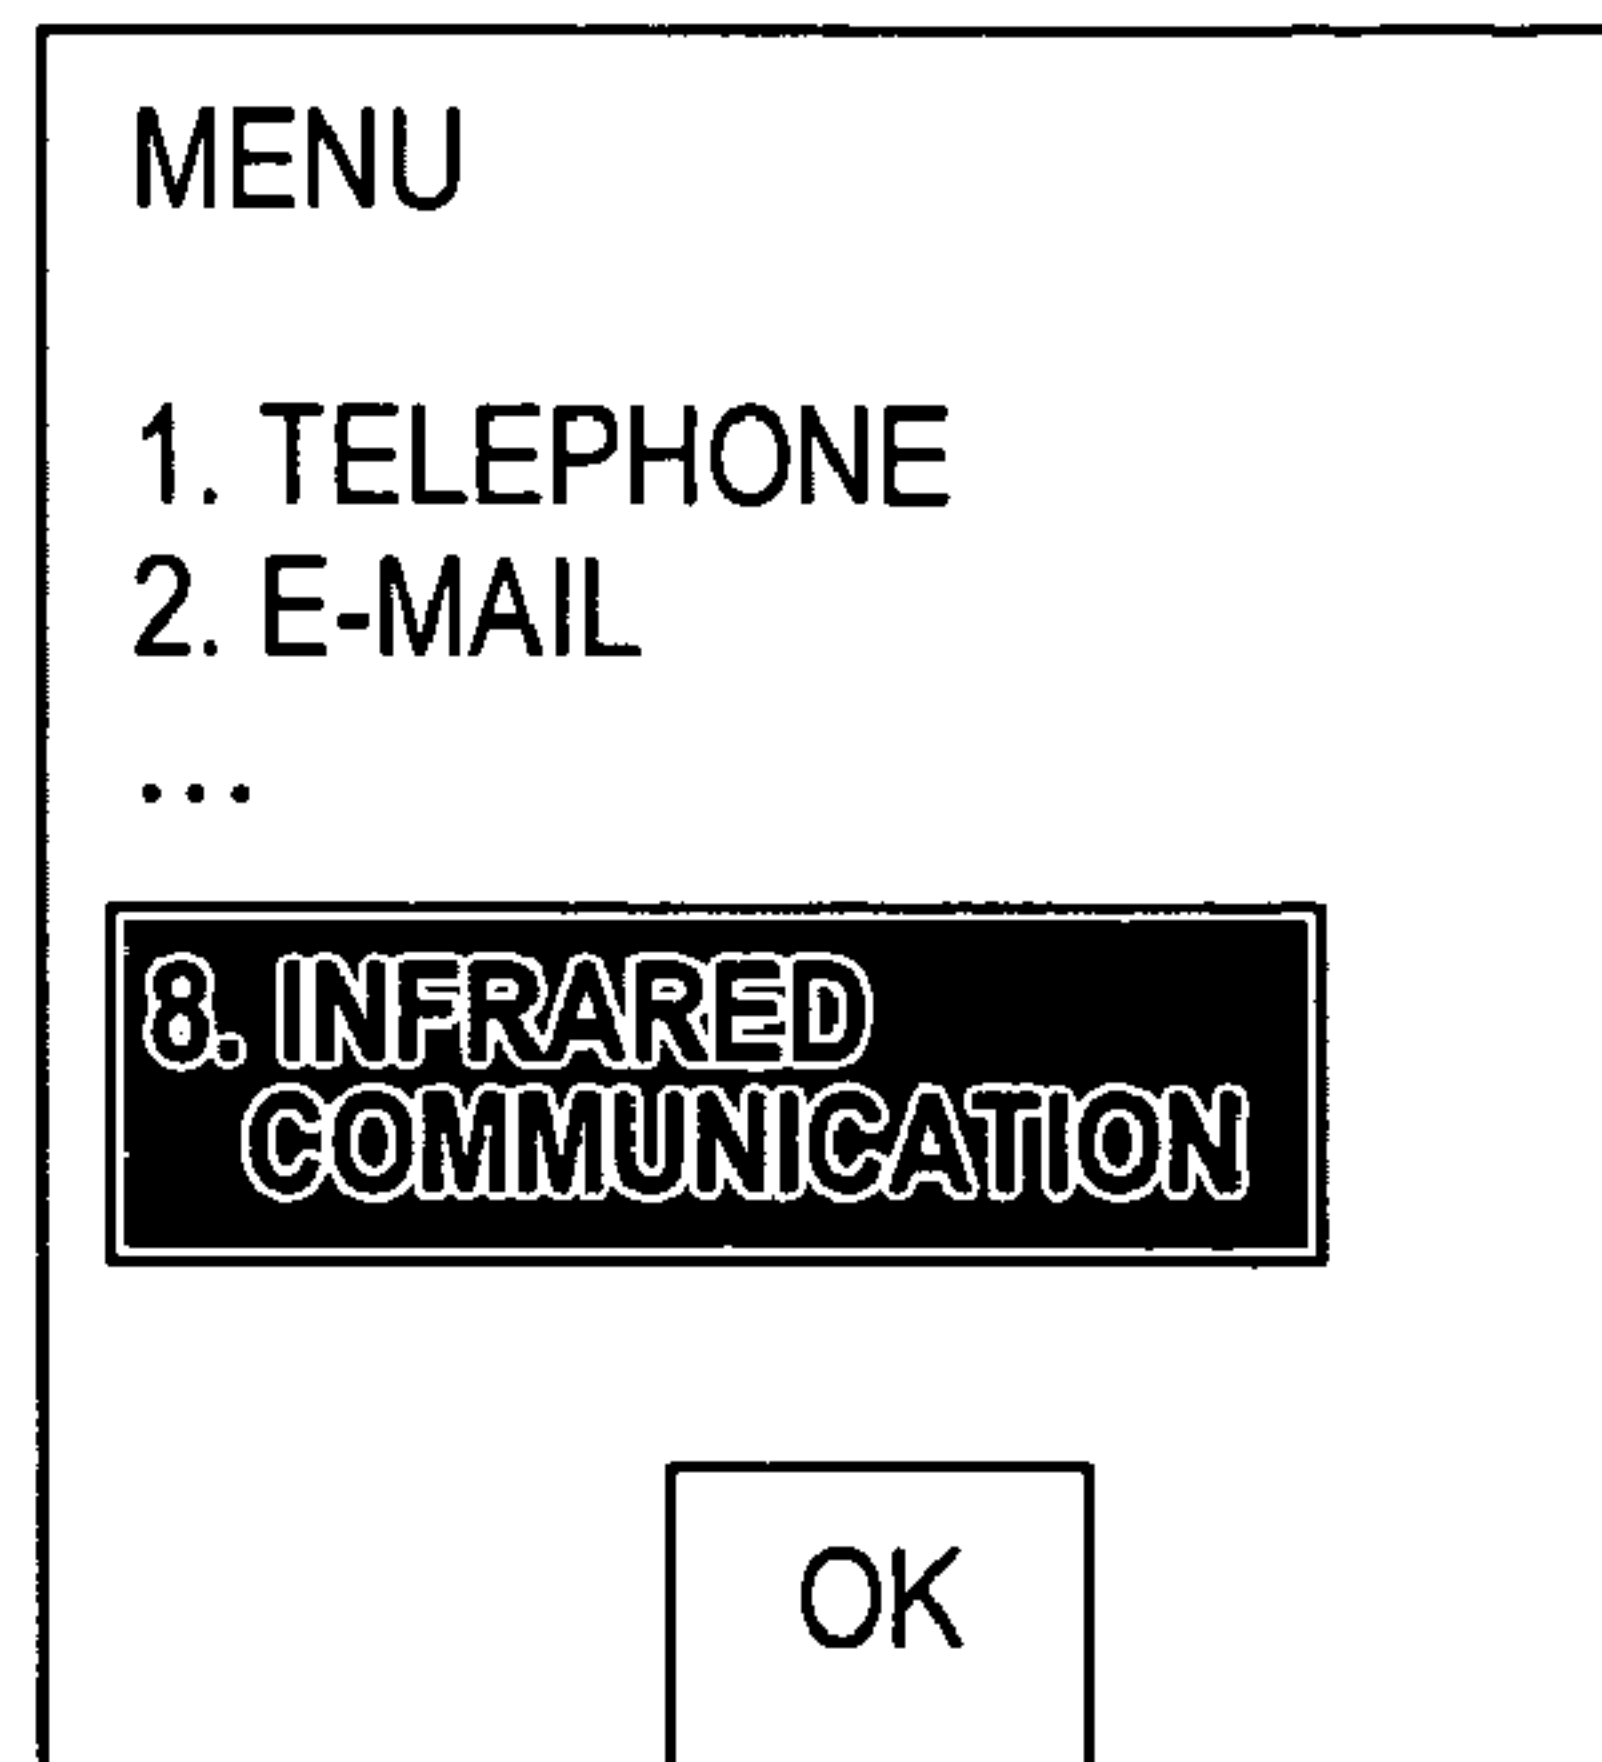 MENU
1. TELEPHONE
2. E-MAIL
...
8. INFRARED
COMMUNICATION
OK